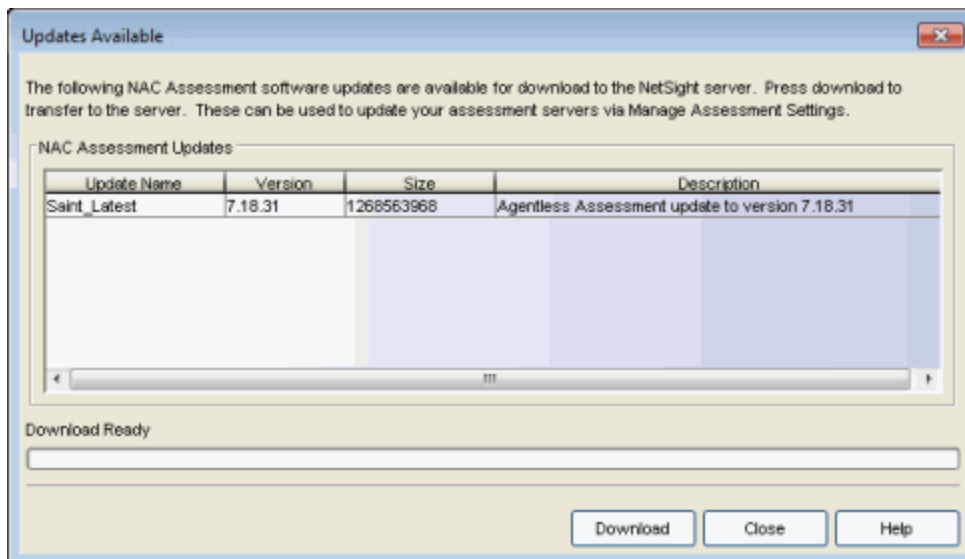 Updates Available
The following NAC Assessment software updates are available for download to the NetSight server. Press download to
transfer to the server. These can be used to update your assessment servers via Manage Assessment Settings.
NAC Assessment Updates
Update Name Version Size Description
Saint_Latest 7.18.31 1268563968 Agentless Assessment update to version 7.18.31
Download Ready
Download Close Help